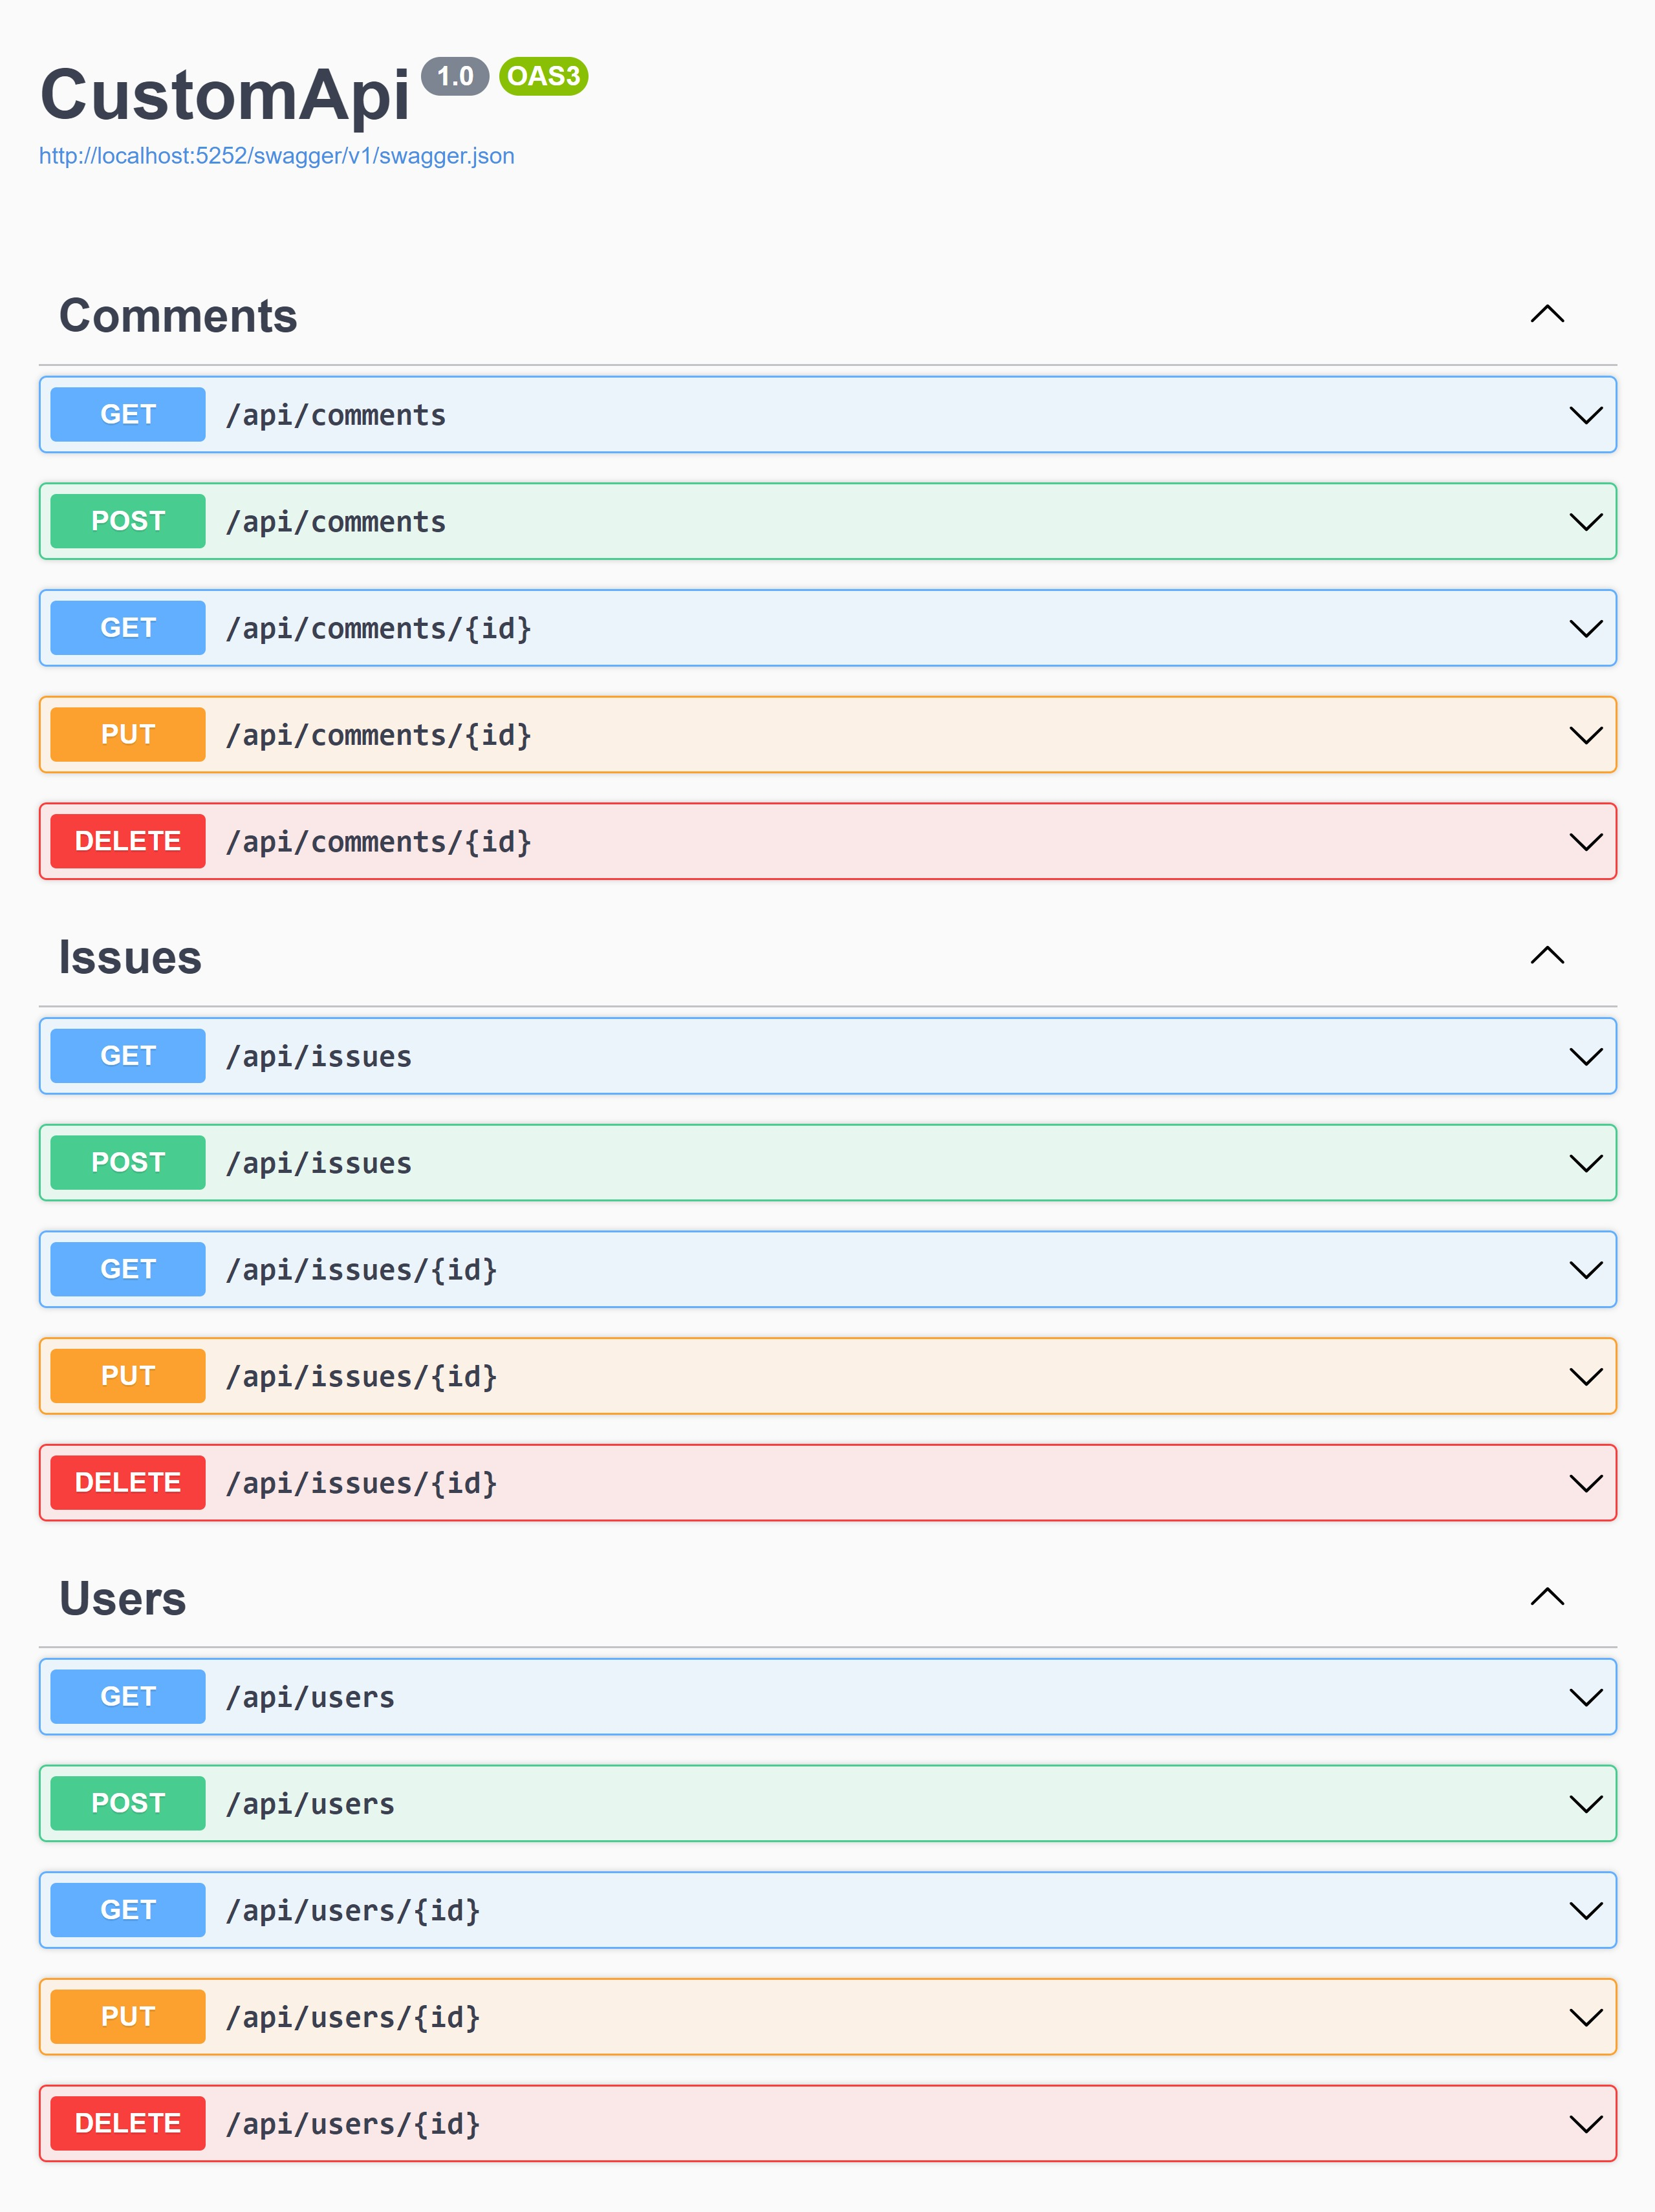 CustomApi 1.0 OAS3
http://localhost:5252/swagger/v1/swagger.json
Comments
GET /api/comments
POST /api/comments
GET /api/comments/{id}
PUT /api/comments/{id}
DELETE /api/comments/{id}
Issues
GET /api/issues
POST /api/issues
GET /api/issues/{id}
PUT /api/issues/{id}
DELETE /api/issues/{id}
Users
GET /api/users
POST /api/users
GET /api/users/{id}
PUT /api/users/{id}
DELETE /api/users/{id}